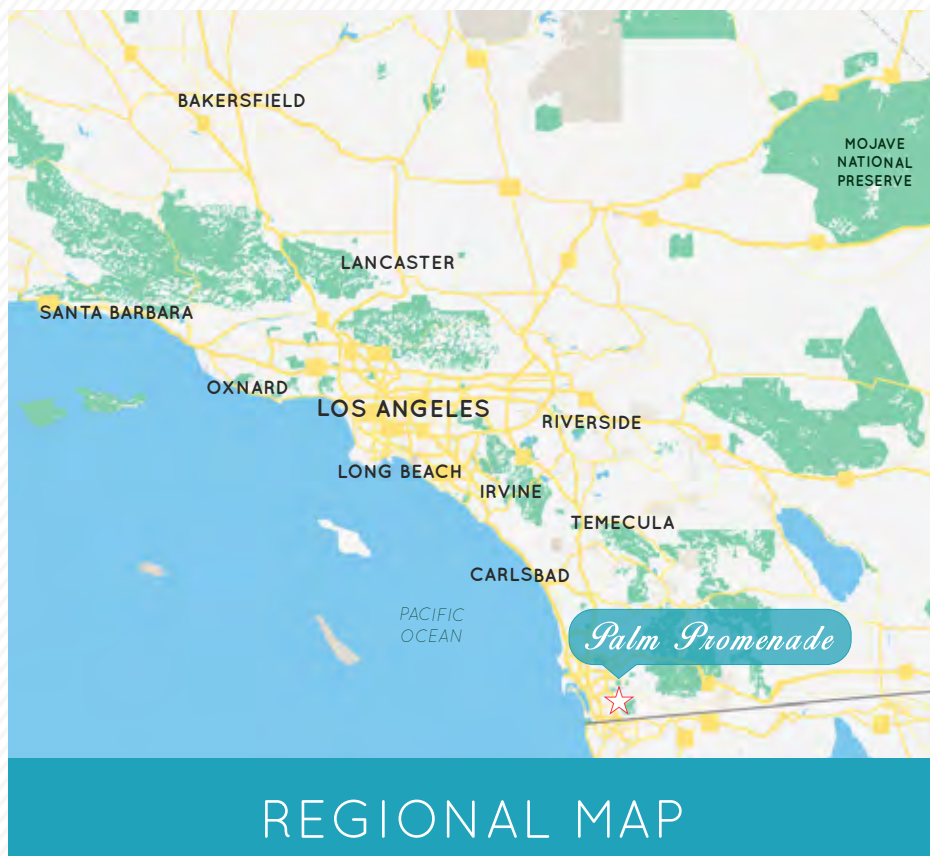 BAKERSFIELD
MOJAVE
NATIONAL
PRESERVE
LANCASTER
SANTA BARBARA
OXNARD
LOS ANGELES
RIVERSIDE
LONG BEACH
IRVINE
TEMECULA
CARLSBAD
PACIFIC
OCEAN
Palm Promenade
REGIONAL MAP